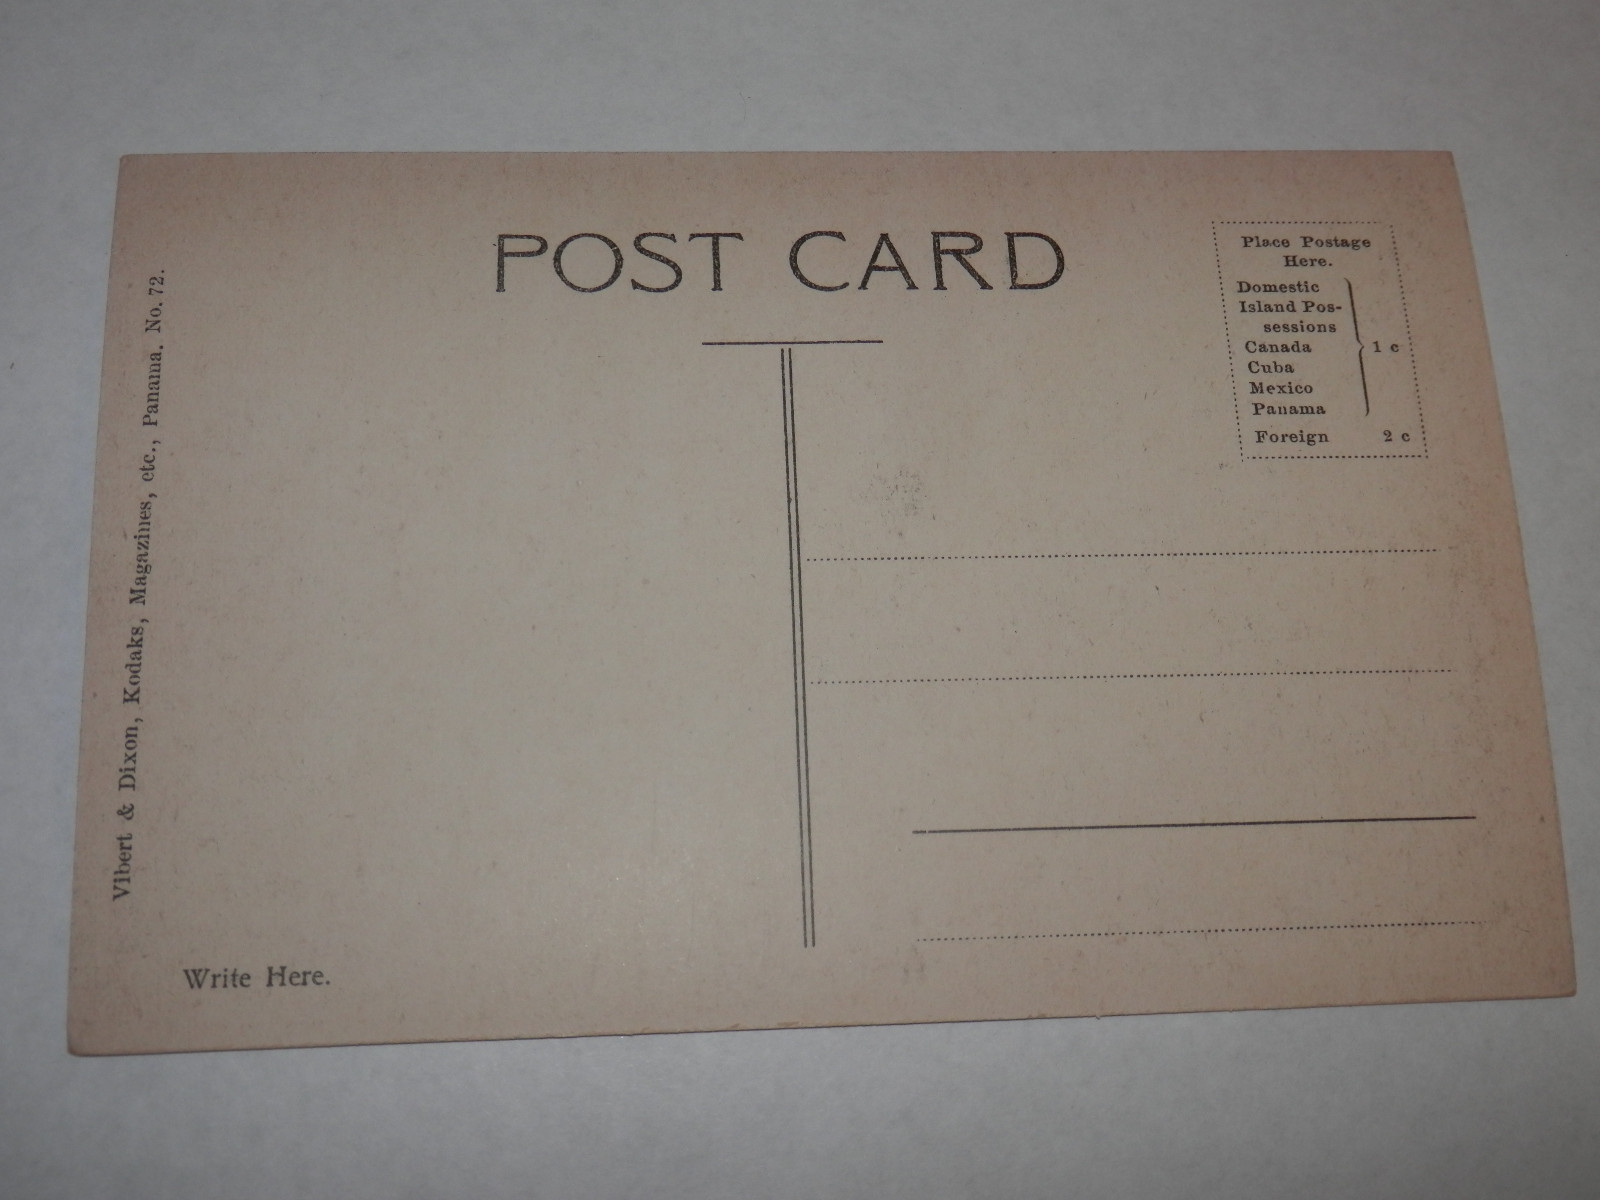 POST CARD
Place Postage
Here.
Domestic
Island Pos-
sessions
Canada
Cuba
Mexico
Panama
1 c
Foreign 2 c
Vibert & Dixon, Kodaks, Magazines, etc., Panama. No. 72.
Write Here.